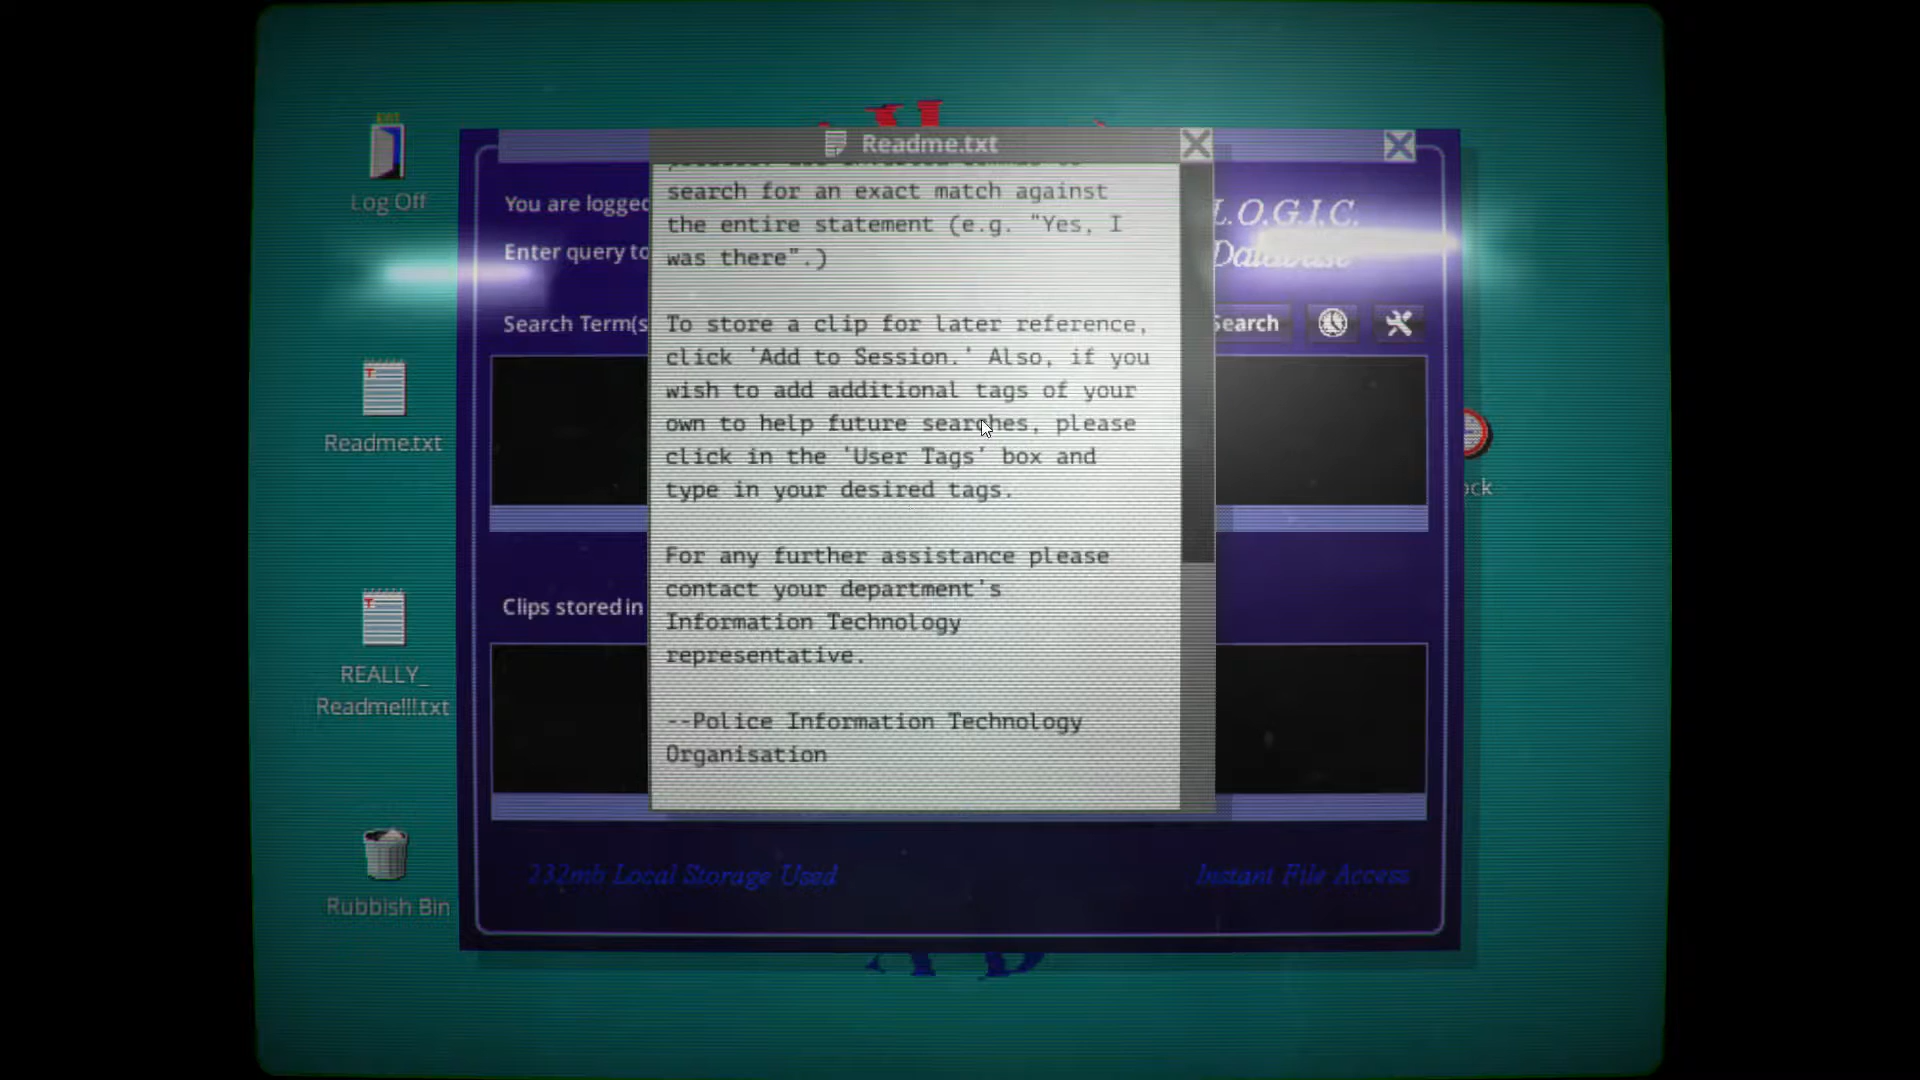 EXIT
Log Off
Readme.txt
REALLY_
Readme!!!.txt
Rubbish Bin
Readme.txt
search for an exact match against
the entire statement (e.g. "Yes, I
was there".)
To store a clip for later reference,
click 'Add to Session.' Also, if you
wish to add additional tags of your
own to help future searches, please
click in the 'User Tags' box and
type in your desired tags.
For any further assistance please
contact your department's
Information Technology
representative.
--Police Information Technology
Organisation
You are logged
Enter query to
Search Term(s
Clips stored in
L.O.G.I.C.
Database
Search
232mb Local Storage Used
Instant File Access